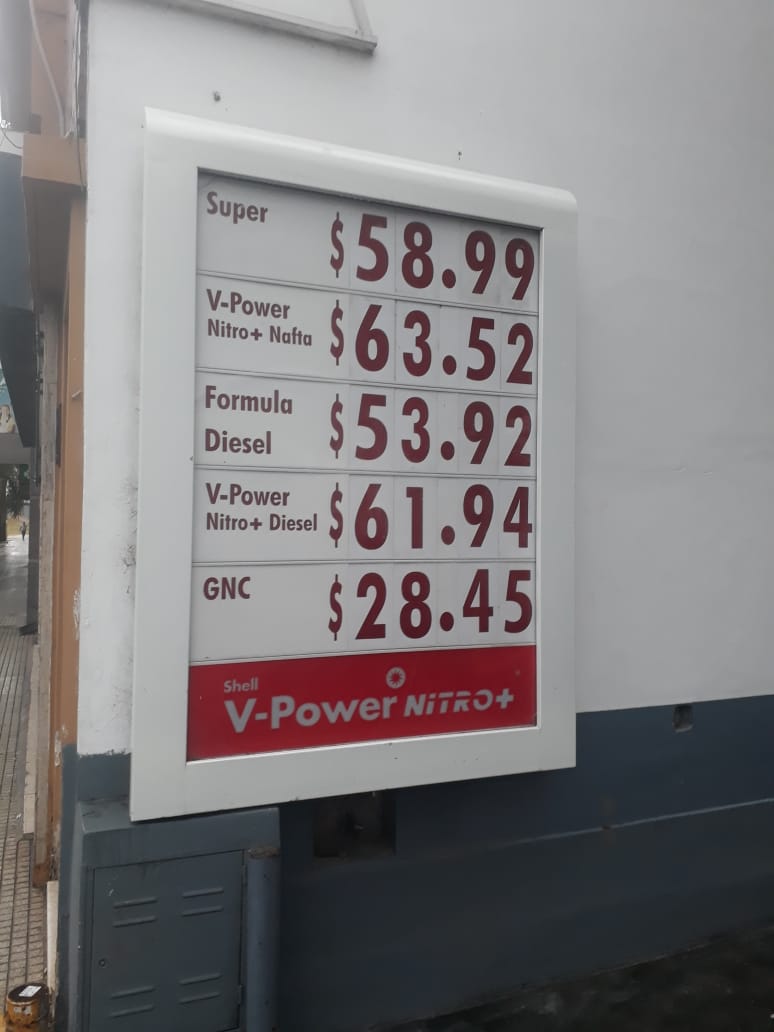 Super $58.99
V-Power
Nitro+ Nafta $63.52
Formula
Diesel $53.92
V-Power
Nitro+ Diesel $61.94
GNC $28.45
Shell
V-Power NiTRO+